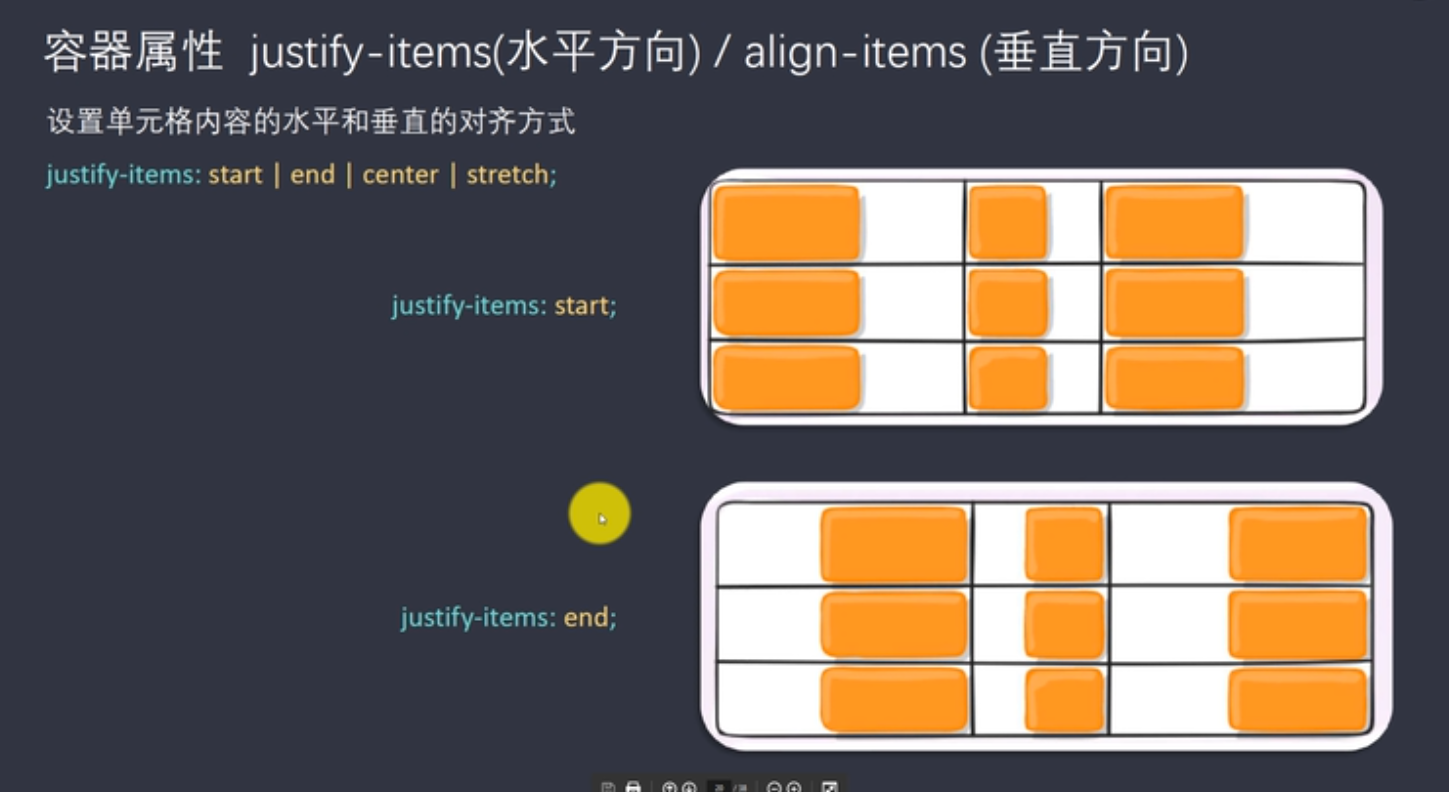 容器属性 justify-items(水平方向) / align-items (垂直方向)
设置单元格内容的水平和垂直的对齐方式
justify-items: start | end | center | stretch;
justify-items: start;
justify-items: end;